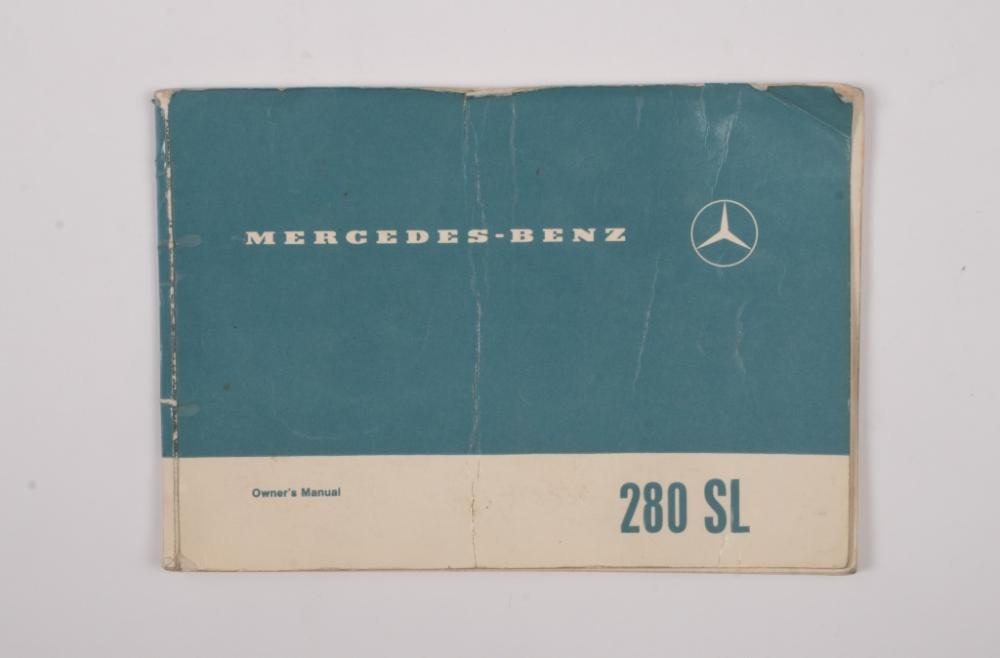 MERCEDES-BENZ
Owner's Manual
280 SL